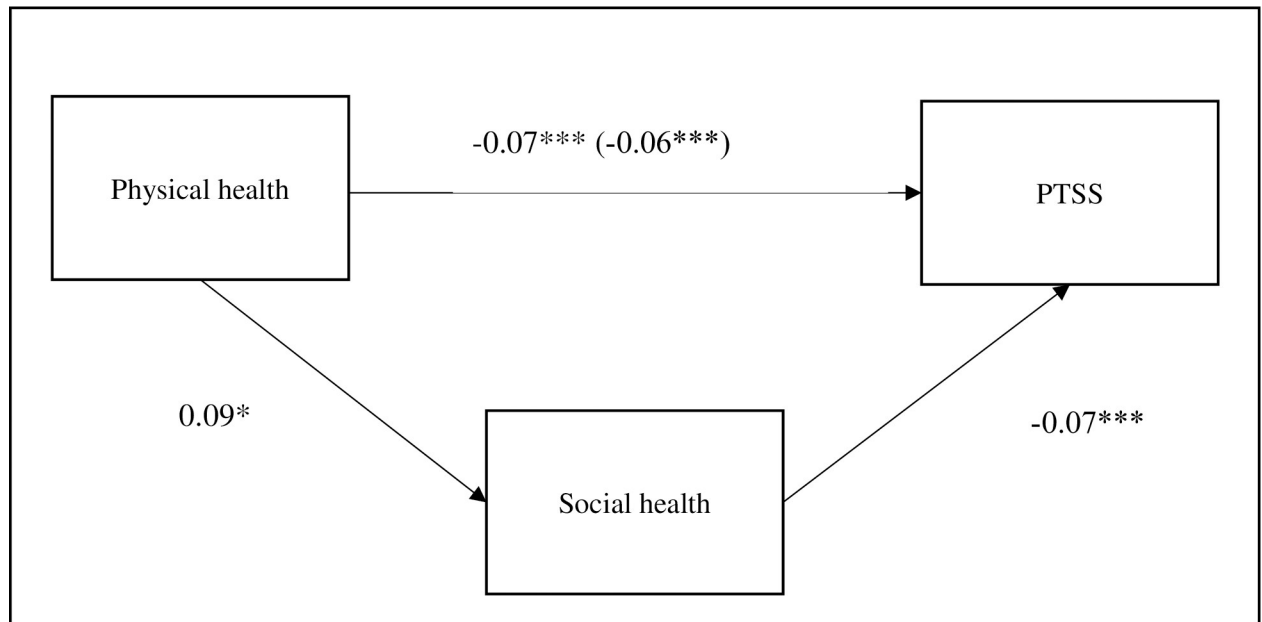 -0.07*** (-0.06***)
Physical health
PTSS
0.09*
-0.07***
Social health